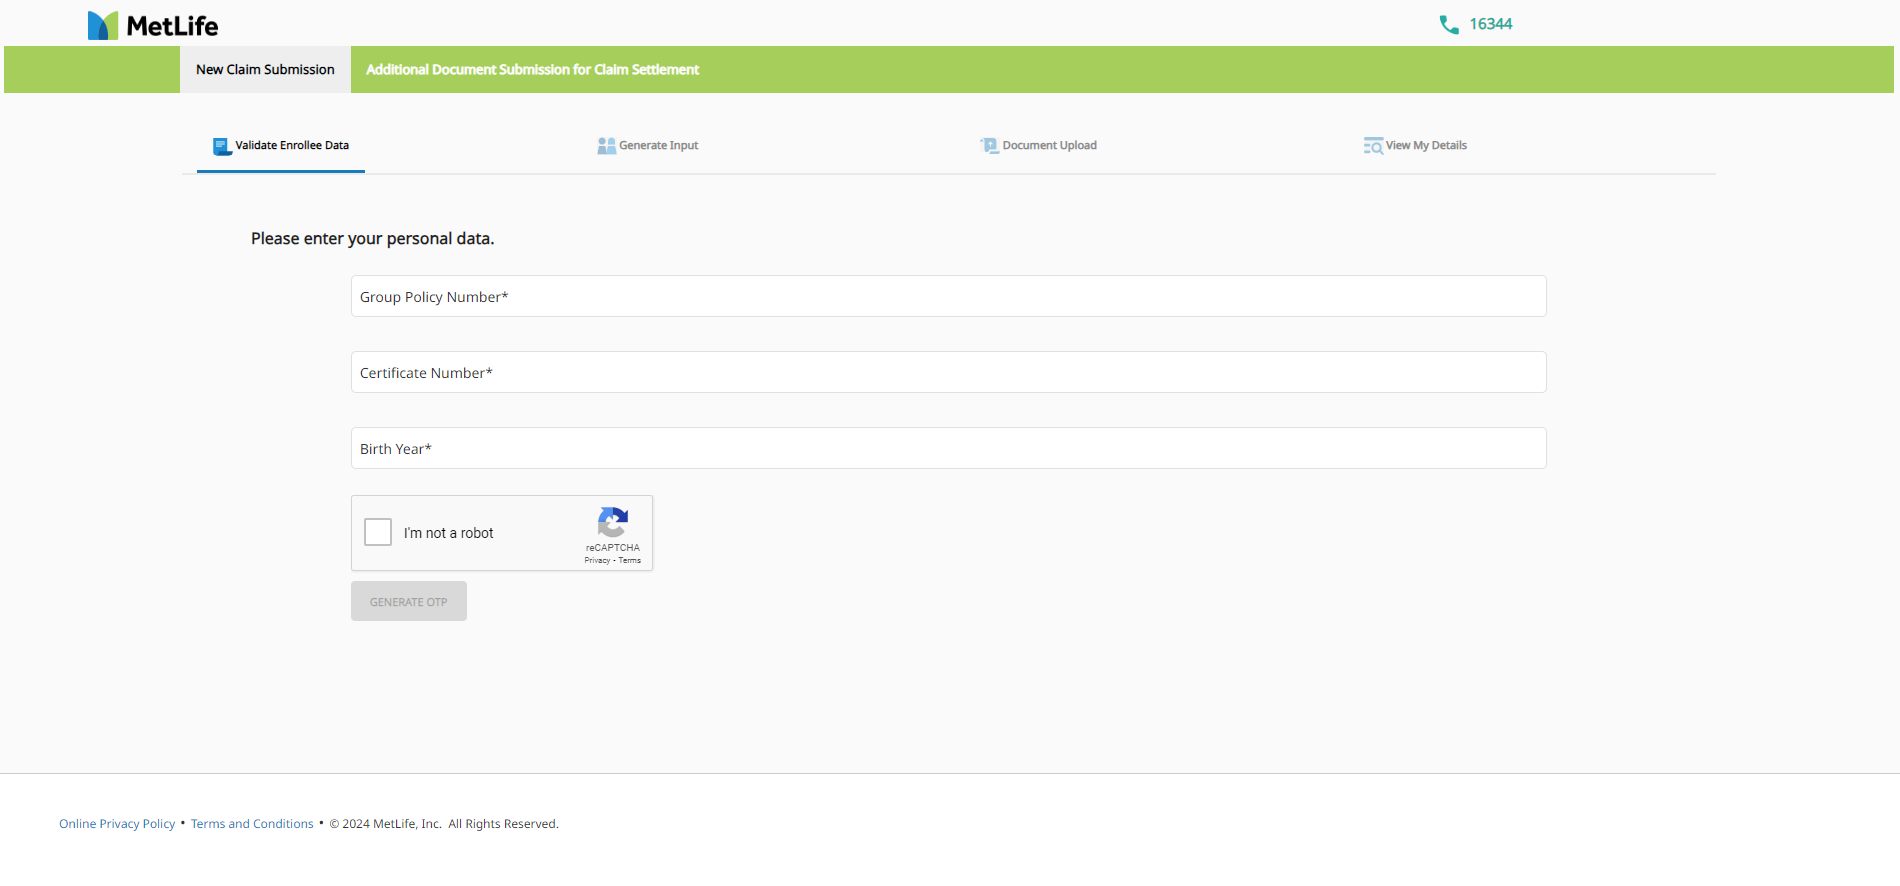 MetLife
16344
New Claim Submission
Additional Document Submission for Claim Settlement
Validate Enrollee Data
Generate Input
Document Upload
View My Details
Please enter your personal data.
Group Policy Number*
Certificate Number*
Birth Year*
I'm not a robot
reCAPTCHA
Privacy - Terms
GENERATE OTP
Online Privacy Policy • Terms and Conditions • © 2024 MetLife, Inc. All Rights Reserved.